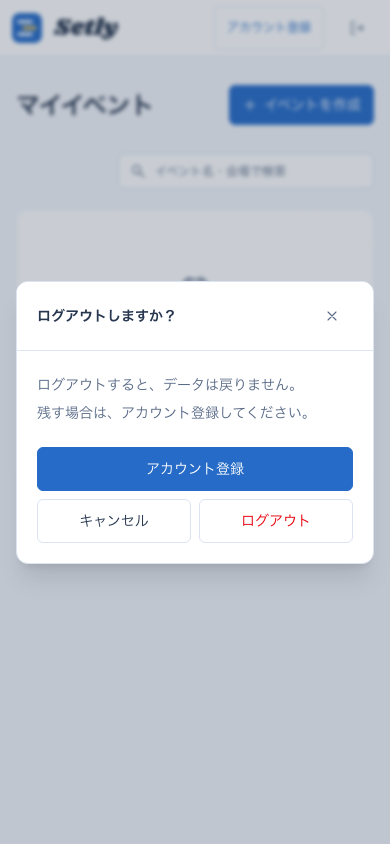 Setly
アカウント登録
マイイベント
+ イベントを作成
イベント名・会場で検索
ログアウトしますか？
ログアウトすると、データは戻りません。
残す場合は、アカウント登録してください。
アカウント登録
キャンセル
ログアウト